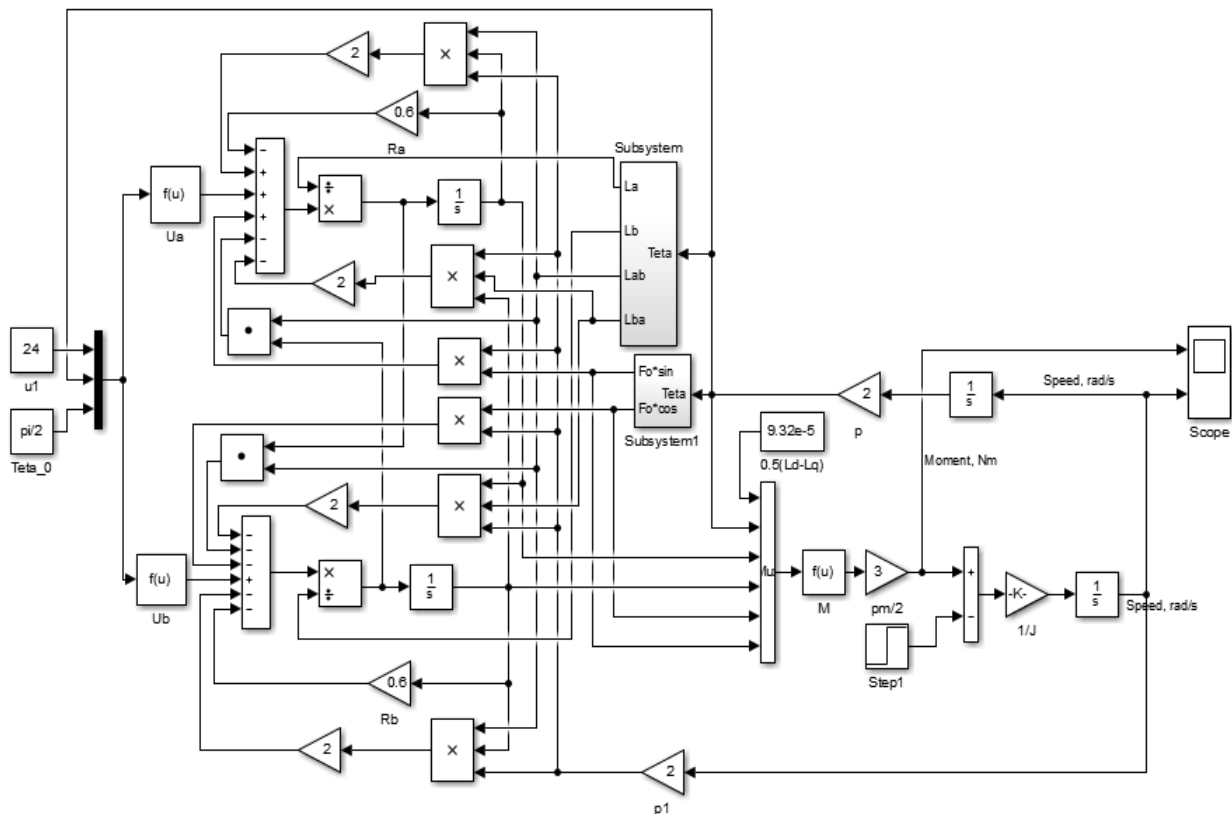 2
×
0.6
Ra
Subsystem
−
+
+
+
−
−
f(u)
Ua
÷
×
1
s
La
Lb
Lab
Lba
Teta
2
×
24
u1
pi/2
Teta_0
×
Fo*sin
Fo*cos
Teta
Subsystem1
×
2
p
1
s
Speed, rad/s
Scope
9.32e-5
0.5(Ld-Lq)
Moment, Nm
2
×
−
−
−
+
−
−
f(u)
Ub
×
÷
1
s
f(u)
M
3
pm/2
+
−
-K-
1/J
1
s
Speed, rad/s
Step1
0.6
Rb
2
×
2
p1